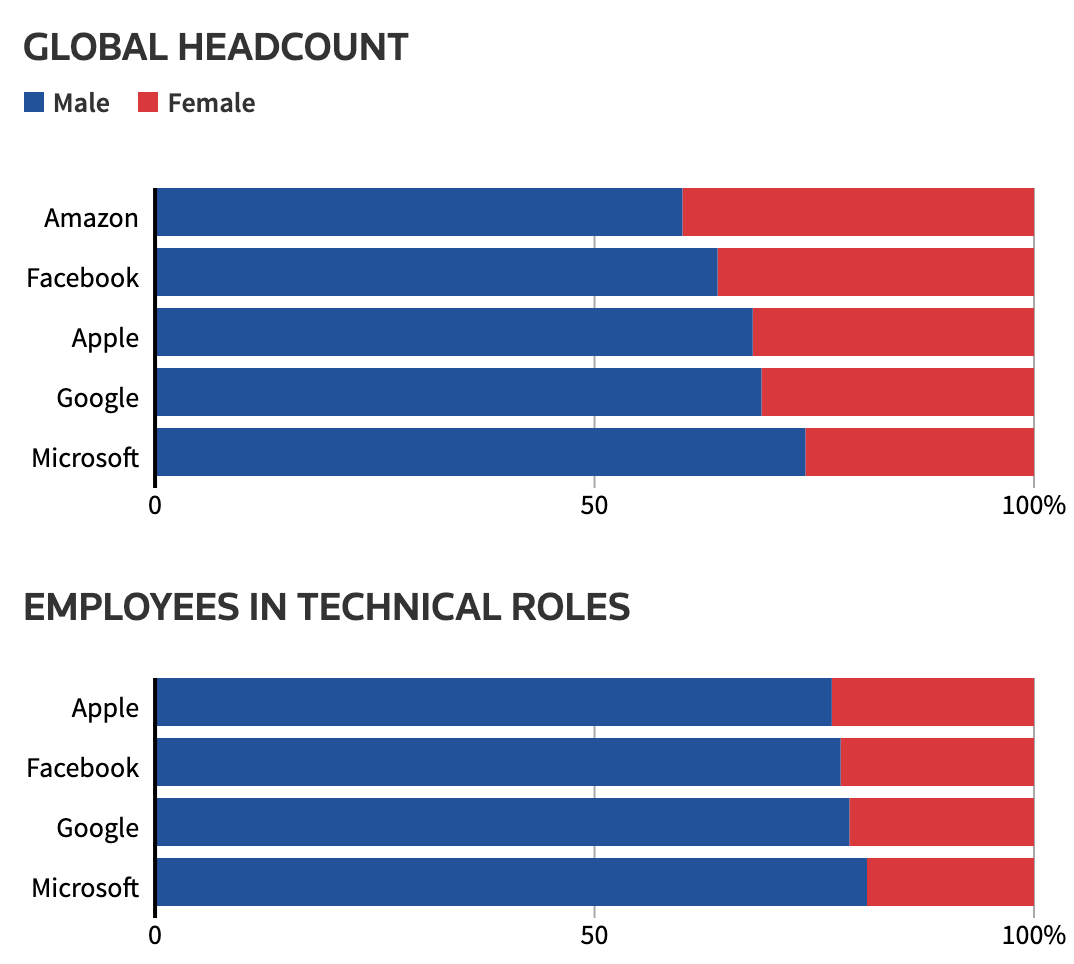 GLOBAL HEADCOUNT
Male Female
Amazon
Facebook
Apple
Google
Microsoft
0 50 100%
EMPLOYEES IN TECHNICAL ROLES
Apple
Facebook
Google
Microsoft
0 50 100%